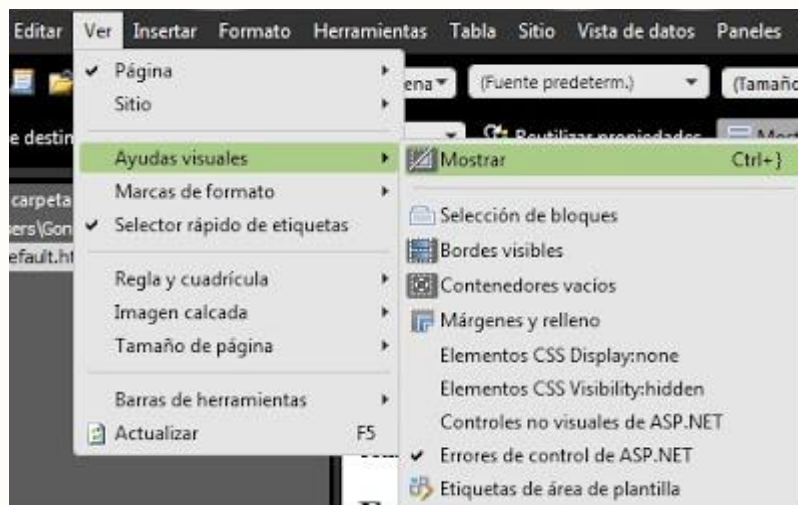 Editar Ver Insertar Formato Herramientas Tabla Sitio Vista de datos Paneles
Página
Sitio
(Fuente predeterm.)
Ayudas visuales
Marcas de formato
Selector rápido de etiquetas
Regla y cuadrícula
Imagen calcada
Tamaño de página
Barras de herramientas
Actualizar F5
Reutilizar propiedades
Mostrar Ctrl+}
Selección de bloques
Bordes visibles
Contenedores vacíos
Márgenes y relleno
Elementos CSS Display:none
Elementos CSS Visibility:hidden
Controles no visuales de ASP.NET
Errores de control de ASP.NET
Etiquetas de área de plantilla
carpeta